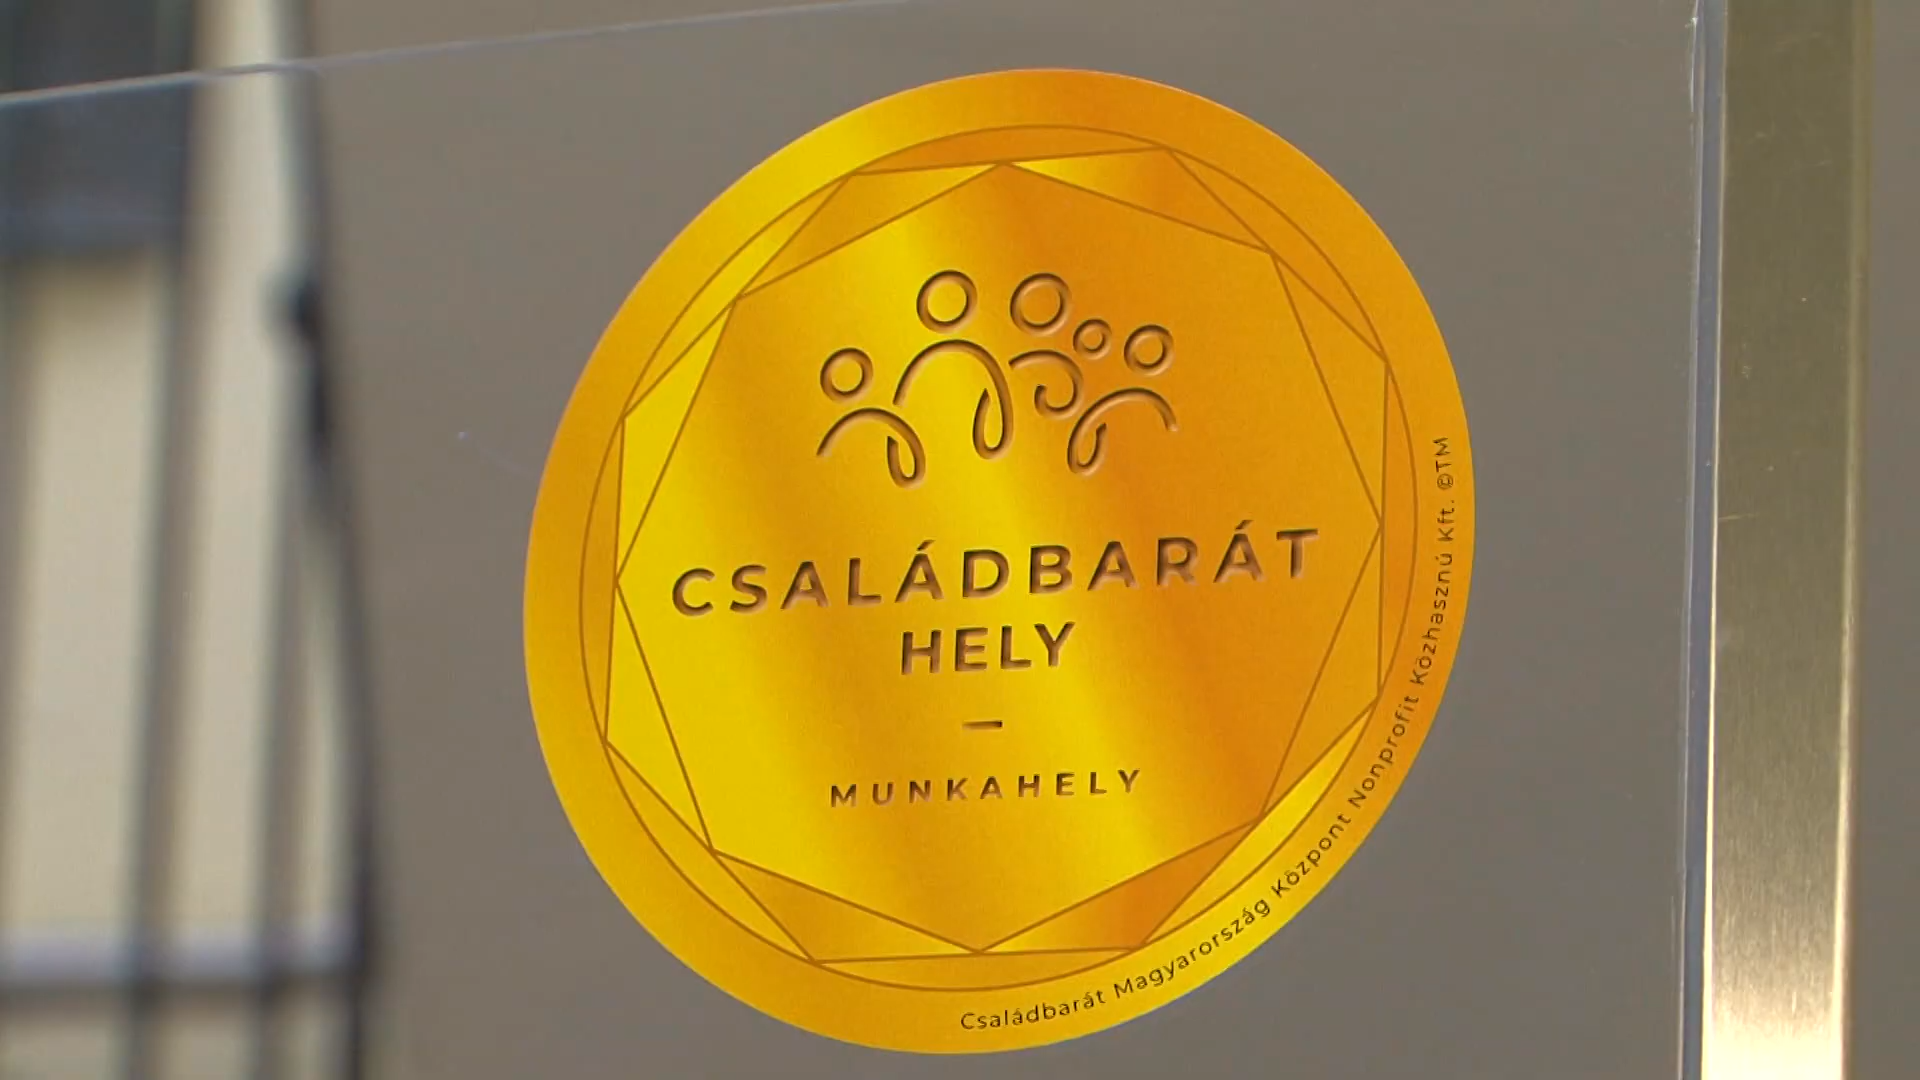 CSALÁDBARÁT
HELY
–
MUNKAHELY
Családbarát Magyarország Központ Nonprofit Közhasznú Kft. ©TM